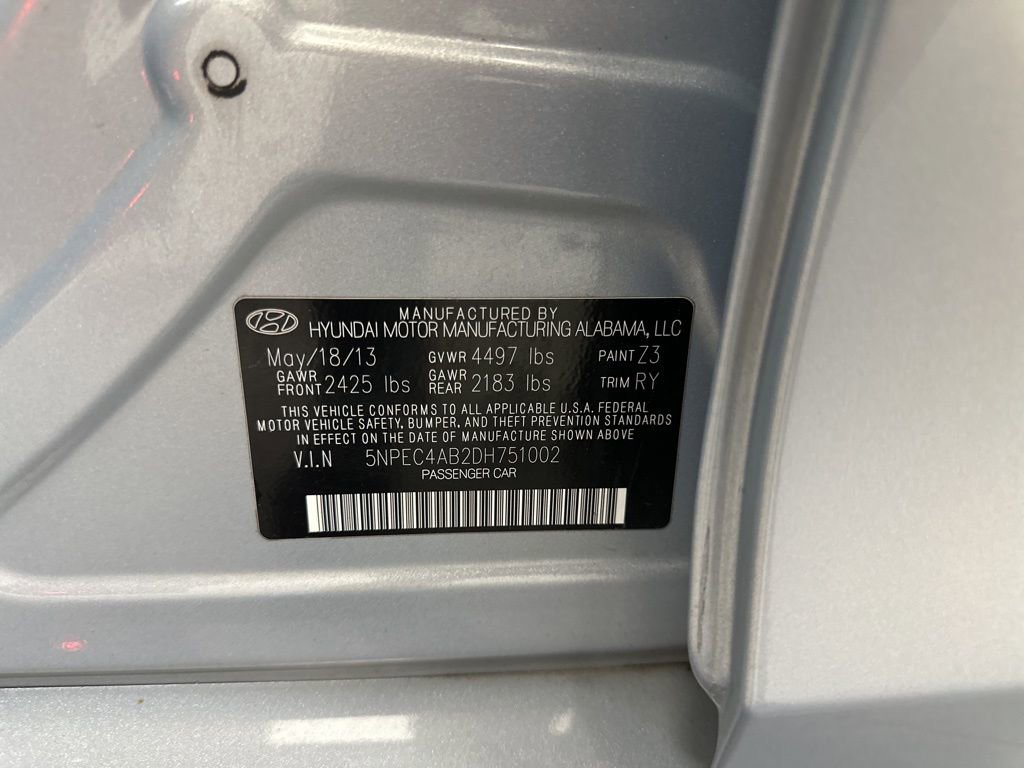 MANUFACTURED BY
HYUNDAI MOTOR MANUFACTURING ALABAMA, LLC
May/18/13 GVWR 4497 lbs PAINT Z3
GAWR FRONT 2425 lbs GAWR REAR 2183 lbs TRIM RY
THIS VEHICLE CONFORMS TO ALL APPLICABLE U.S.A. FEDERAL
MOTOR VEHICLE SAFETY, BUMPER, AND THEFT PREVENTION STANDARDS
IN EFFECT ON THE DATE OF MANUFACTURE SHOWN ABOVE
V.I.N 5NPEC4AB2DH751002
PASSENGER CAR